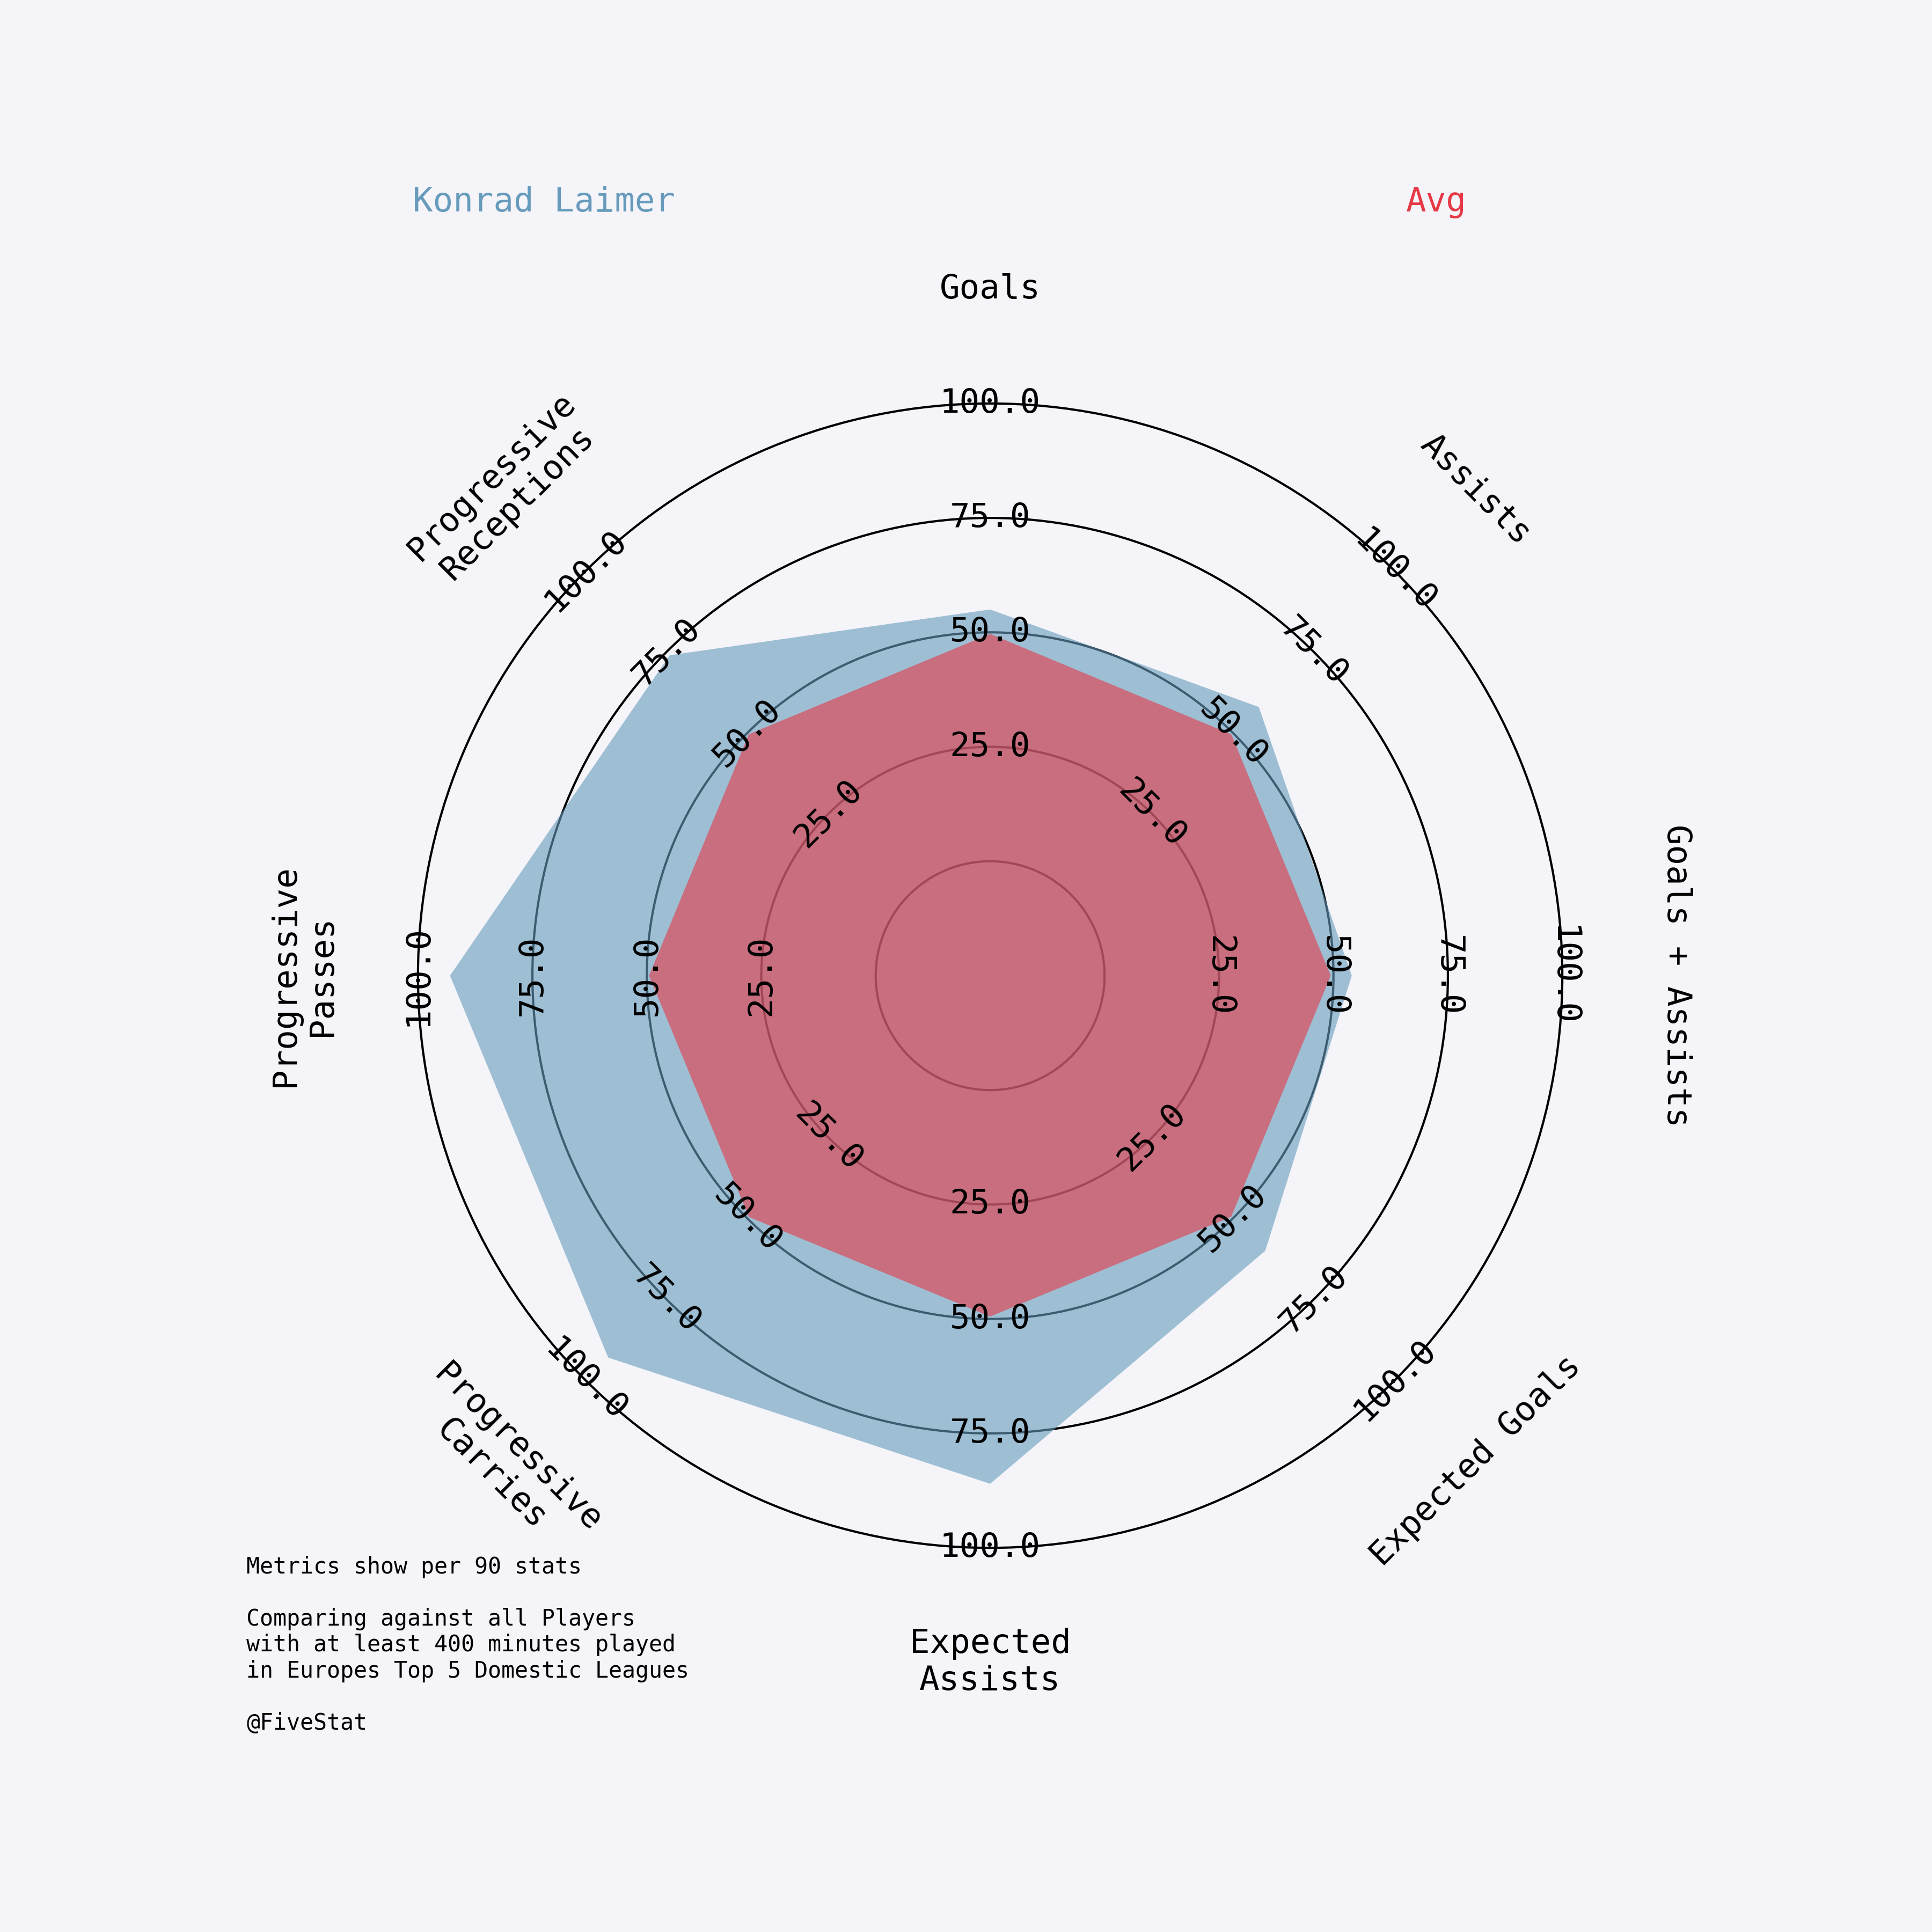 Konrad Laimer
Avg
Goals
Assists
Goals + Assists
Expected Goals
Expected
Assists
Progressive
Carries
Progressive
Passes
Progressive
Receptions
25.0
50.0
75.0
100.0
25.0
50.0
75.0
100.0
25.0
50.0
75.0
100.0
25.0
50.0
75.0
100.0
25.0
50.0
75.0
100.0
25.0
50.0
75.0
100.0
25.0
50.0
75.0
100.0
25.0
50.0
75.0
100.0
Metrics show per 90 stats
Comparing against all Players
with at least 400 minutes played
in Europes Top 5 Domestic Leagues
@FiveStat